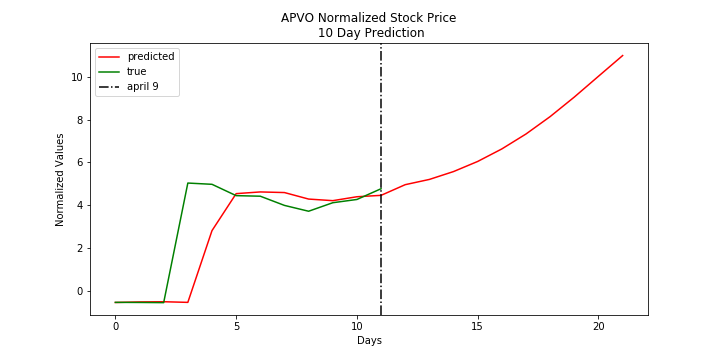 APVO Normalized Stock Price
10 Day Prediction
predicted
true
april 9
Normalized Values
10
8
6
4
2
0
0 5 10 15 20
Days